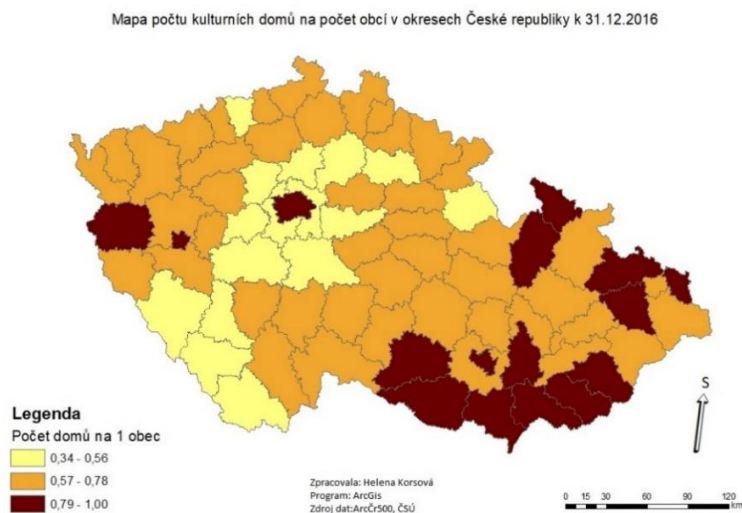 Mapa počtu kulturních domů na počet obcí v okresech České republiky k 31.12.2016
S
Legenda
Počet domů na 1 obec
0,34 - 0,56
0,57 - 0,78
0,79 - 1,00
Zpracovala: Helena Korsová
Program: ArcGis
Zdroj dat:ArcČr500, ČSÚ
0 15 30 60 90 120
km